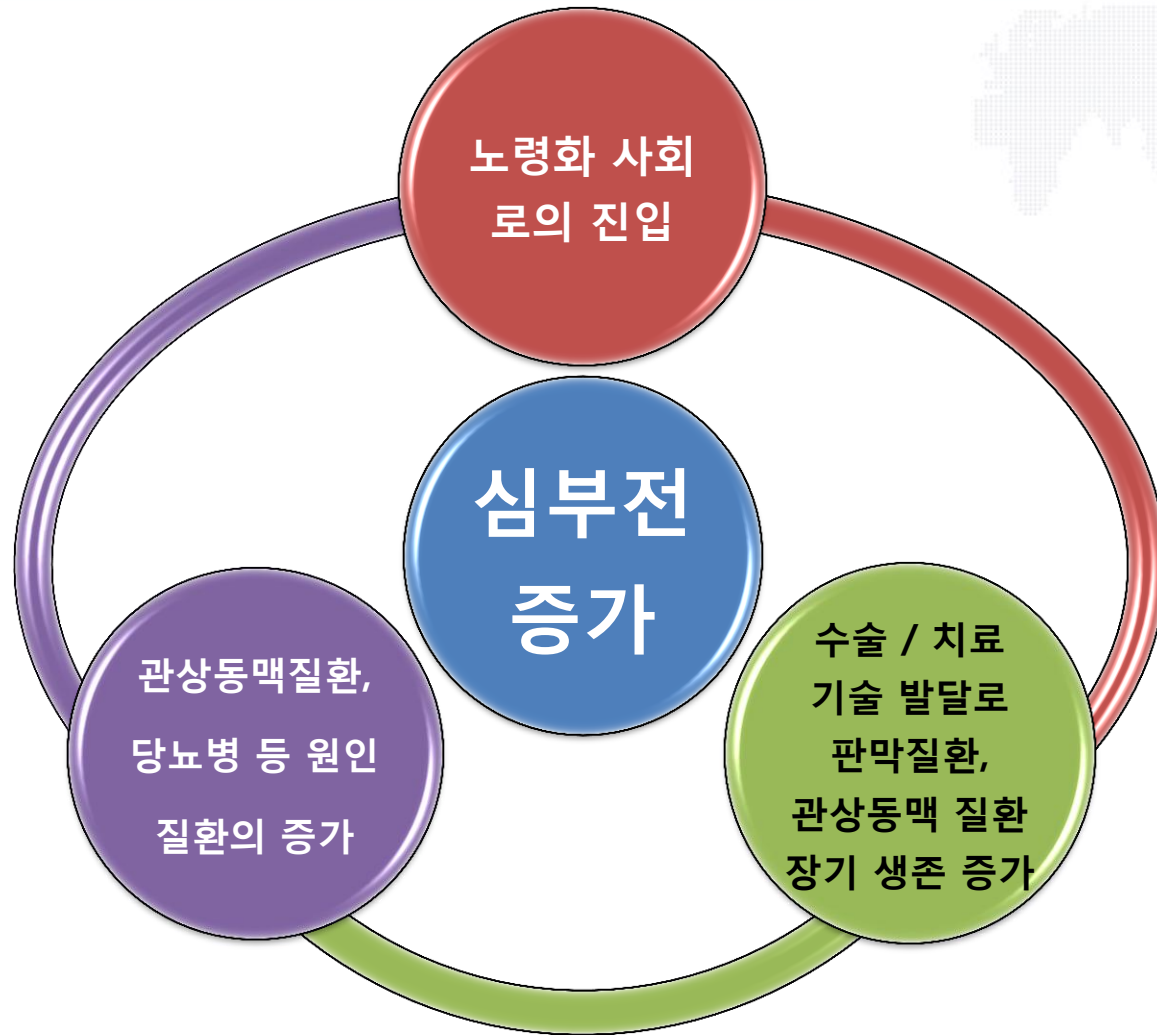 노령화 사회
로의 진입
심부전
증가
관상동맥질환,
당뇨병 등 원인
질환의 증가
수술 / 치료
기술 발달로
판막질환,
관상동맥 질환
장기 생존 증가